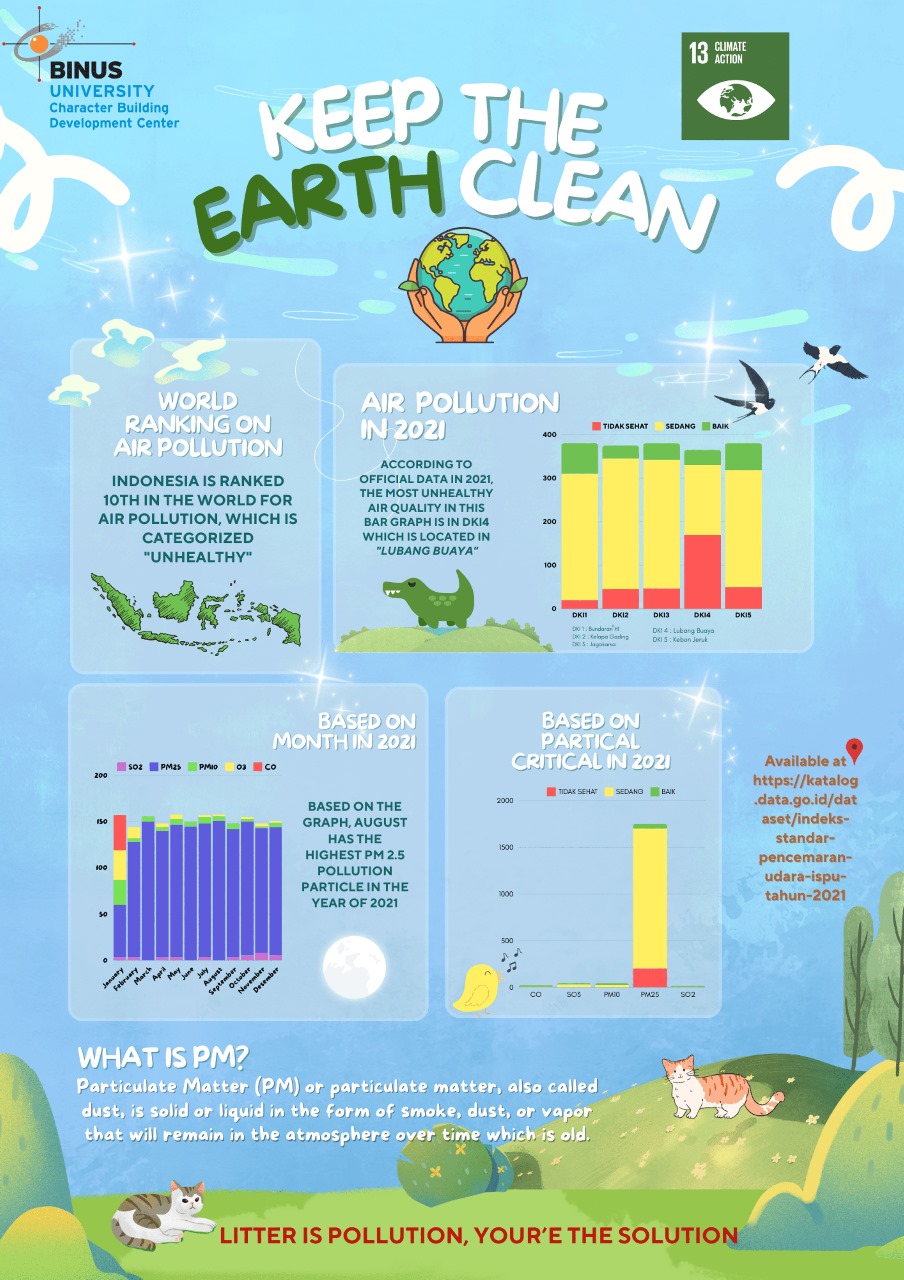 BINUS
UNIVERSITY
Character Building
Development Center
13 CLIMATE
ACTION
KEEP THE
EARTH CLEAN
WORLD
RANKING ON
AIR POLLUTION
INDONESIA IS RANKED
10TH IN THE WORLD FOR
AIR POLLUTION, WHICH IS
CATEGORIZED
"UNHEALTHY"
AIR POLLUTION
IN 2021
ACCORDING TO
OFFICIAL DATA IN 2021,
THE MOST UNHEALTHY
AIR QUALITY IN THIS
BAR GRAPH IS IN DKI4
WHICH IS LOCATED IN
"LUBANG BUAYA"
TIDAK SEHAT SEDANG BAIK
400
300
200
100
0
DKI1 DKI2 DKI3 DKI4 DKI5
DKI 1 : Bundaran HI
DKI 2 : Kelapa Gading
DKI 3 : Jagakarsa
DKI 4 : Lubang Buaya
DKI 5 : Kebon Jeruk
BASED ON
MONTH IN 2021
SO2 PM25 PM10 O3 CO
200
150
100
50
0
January February March April May June July August September October November Desember
BASED ON THE
GRAPH, AUGUST
HAS THE
HIGHEST PM 2.5
POLLUTION
PARTICLE IN THE
YEAR OF 2021
BASED ON
PARTICAL
CRITICAL IN 2021
TIDAK SEHAT SEDANG BAIK
2000
1500
1000
500
0
CO SO3 PM10 PM25 SO2
Available at
https://katalog
.data.go.id/dat
aset/indeks-
standar-
pencemaran-
udara-ispu-
tahun-2021
WHAT IS PM?
Particulate Matter (PM) or particulate matter, also called
dust, is solid or liquid in the form of smoke, dust, or vapor
that will remain in the atmosphere over time which is old.
LITTER IS POLLUTION, YOUR'E THE SOLUTION